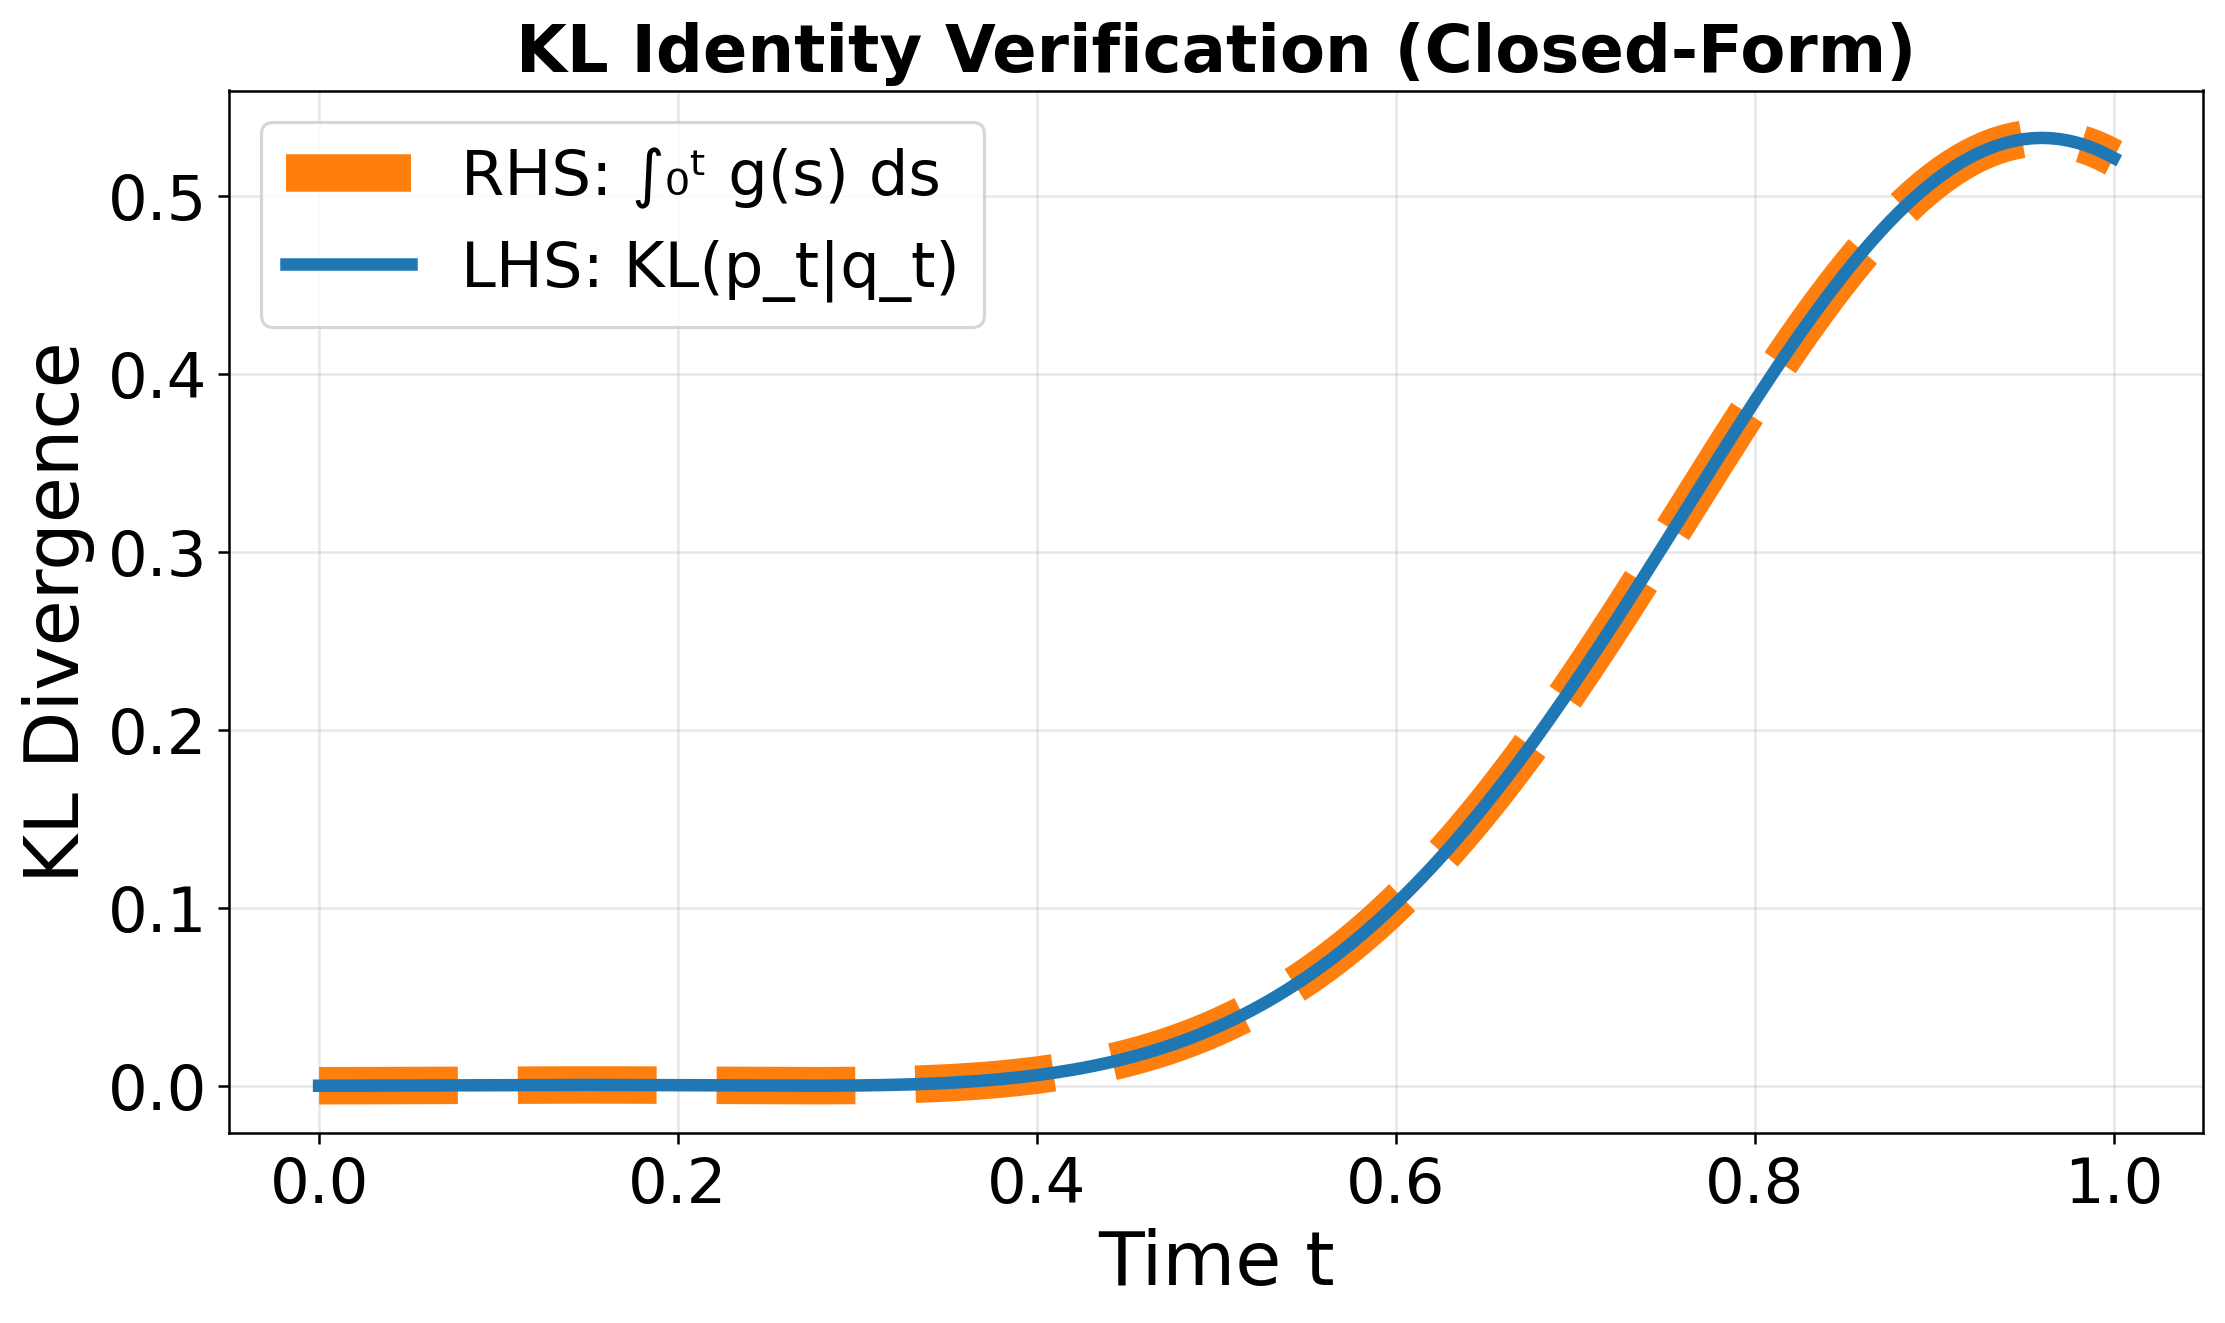 KL Identity Verification (Closed-Form)
RHS: ∫₀ᵗ g(s) ds
LHS: KL(p_t|q_t)
KL Divergence
0.5
0.4
0.3
0.2
0.1
0.0
0.0 0.2 0.4 0.6 0.8 1.0
Time t